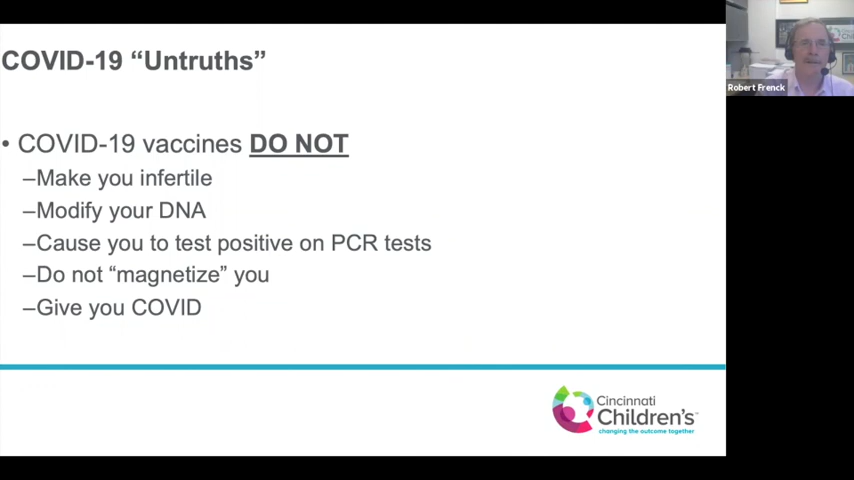 COVID-19 “Untruths”
• COVID-19 vaccines DO NOT
–Make you infertile
–Modify your DNA
–Cause you to test positive on PCR tests
–Do not “magnetize” you
–Give you COVID
Cincinnati
Children's™
changing the outcome together
Robert Frenck